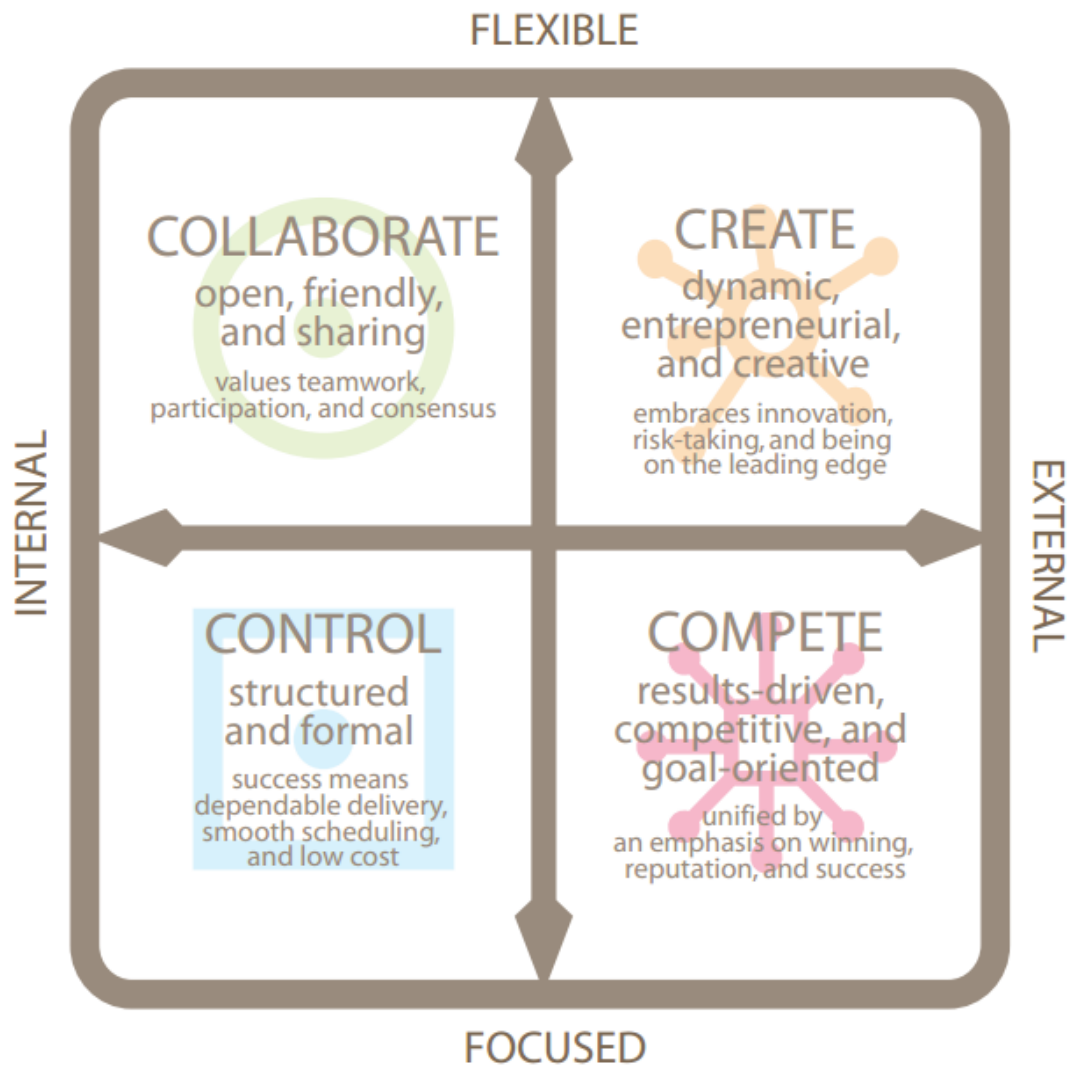 FLEXIBLE
COLLABORATE
open, friendly,
and sharing
values teamwork,
participation, and consensus
CREATE
dynamic,
entrepreneurial,
and creative
embraces innovation,
risk-taking, and being
on the leading edge
INTERNAL
EXTERNAL
CONTROL
structured
and formal
success means
dependable delivery,
smooth scheduling,
and low cost
COMPETE
results-driven,
competitive, and
goal-oriented
unified by
an emphasis on winning,
reputation, and success
FOCUSED